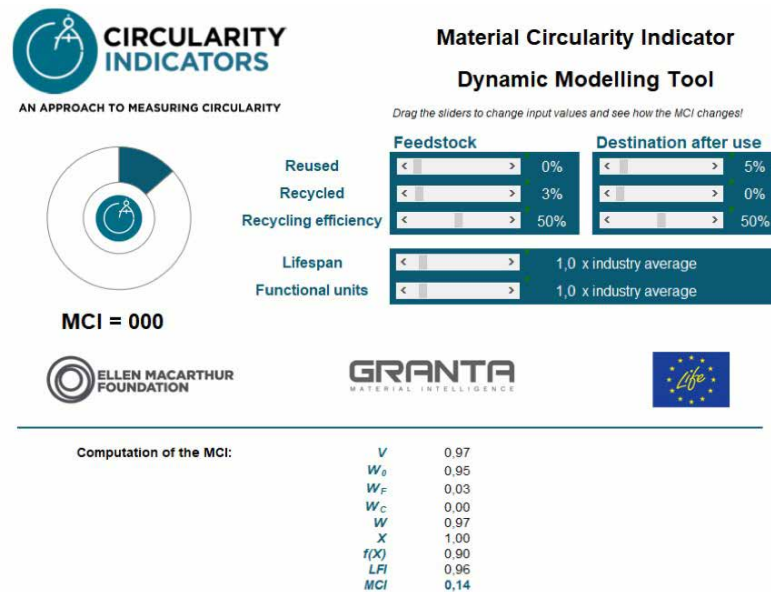 CIRCULARITY
INDICATORS
AN APPROACH TO MEASURING CIRCULARITY
Material Circularity Indicator
Dynamic Modelling Tool
Drag the sliders to change input values and see how the MCI changes!
Feedstock Destination after use
Reused 0% 5%
Recycled 3% 0%
Recycling efficiency 50% 50%
Lifespan 1,0 x industry average
Functional units 1,0 x industry average
MCI = 000
ELLEN MACARTHUR
FOUNDATION
GRANTA
MATERIAL INTELLIGENCE
Life
Computation of the MCI:
V 0,97
W₀ 0,95
W_F 0,03
W_C 0,00
W 0,97
X 1,00
f(X) 0,90
LFI 0,96
MCI 0,14